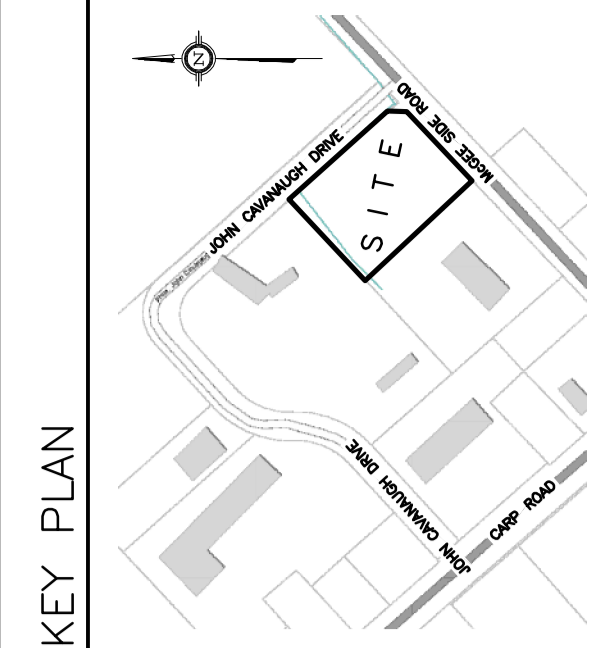 KEY PLAN
N
McGEE SIDE ROAD
JOHN CAVANAUGH DRIVE
SITE
JOHN CAVANAUGH DRIVE
CARP ROAD